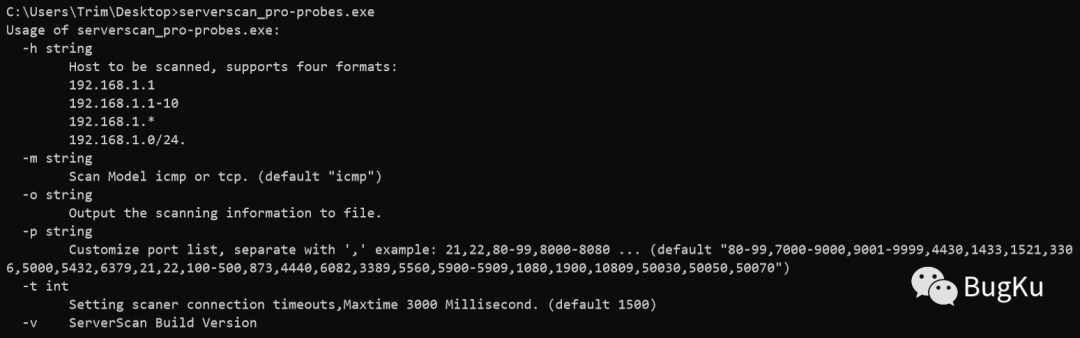 C:\Users\Trim\Desktop>serverscan_pro-probes.exe
Usage of serverscan_pro-probes.exe:
  -h string
        Host to be scanned, supports four formats:
        192.168.1.1
        192.168.1.1-10
        192.168.1.*
        192.168.1.0/24.
  -m string
        Scan Model icmp or tcp. (default "icmp")
  -o string
        Output the scanning information to file.
  -p string
        Customize port list, separate with ',' example: 21,22,80-99,8000-8080 ... (default "80-99,7000-9000,9001-9999,4430,1433,1521,330
6,5000,5432,6379,21,22,100-500,873,4440,6082,3389,5560,5900-5909,1080,1900,10809,50030,50050,50070")
  -t int
        Setting scaner connection timeouts,Maxtime 3000 Millisecond. (default 1500)
  -v    ServerScan Build Version
BugKu